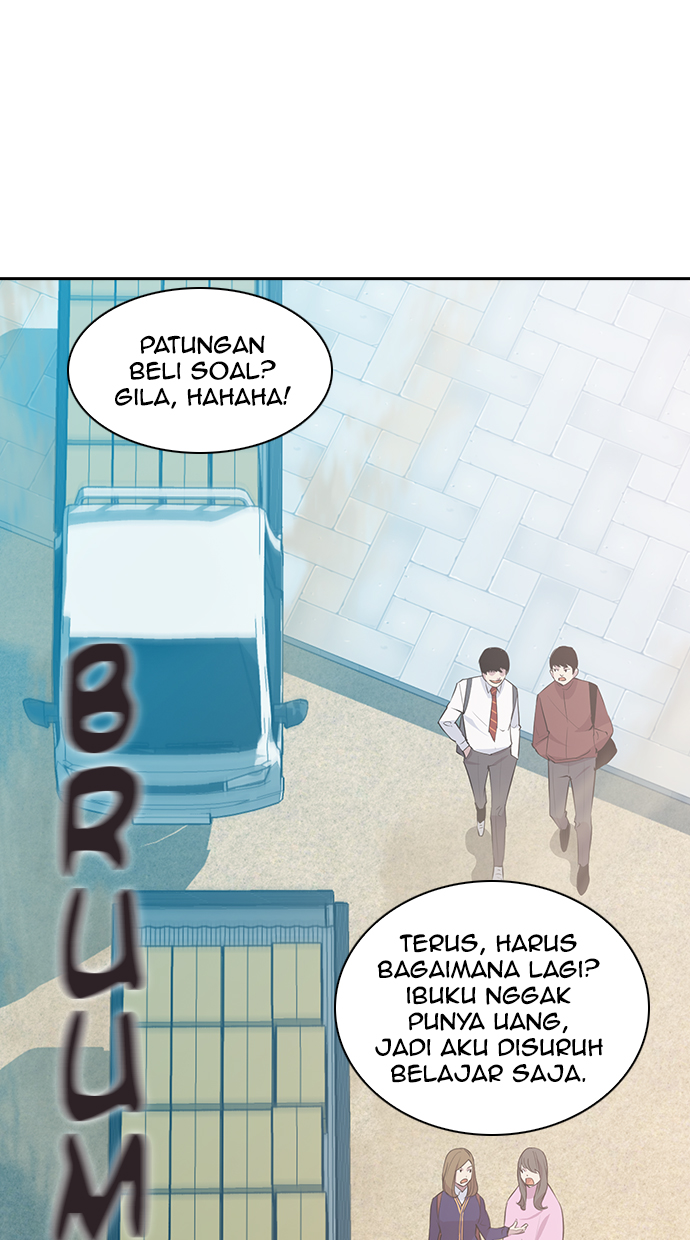 PATUNGAN
BELI SOAL?
GILA, HAHAHA!
BRUUM
TERUS, HARUS
BAGAIMANA LAGI?
IBUKU NGGAK
PUNYA UANG,
JADI AKU DISURUH
BELAJAR SAJA.